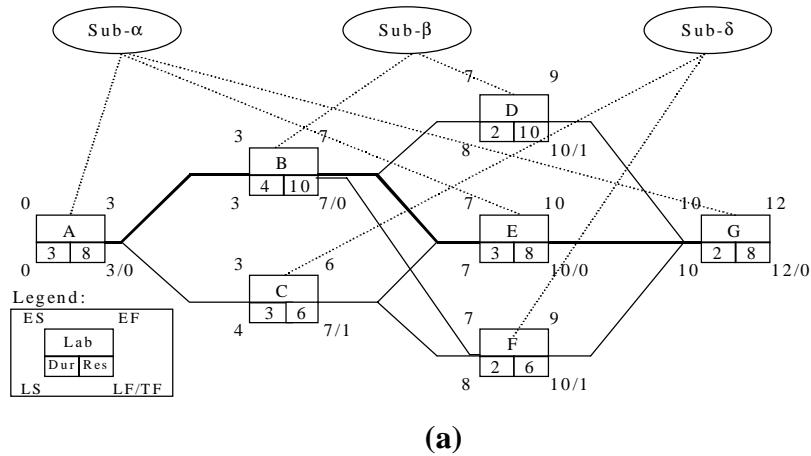 Sub-α Sub-β Sub-δ
7 9
D
2 10
8 10/1
3 7
B
4 10
3 7/0
0 3
A
3 8
0 3/0
7 10
E
3 8
7 10/0
10 12
G
2 8
10 12/0
3 6
C
3 6
4 7/1
7 9
F
2 6
8 10/1
Legend:
ES EF
Lab
Dur Res
LS LF/TF
(a)